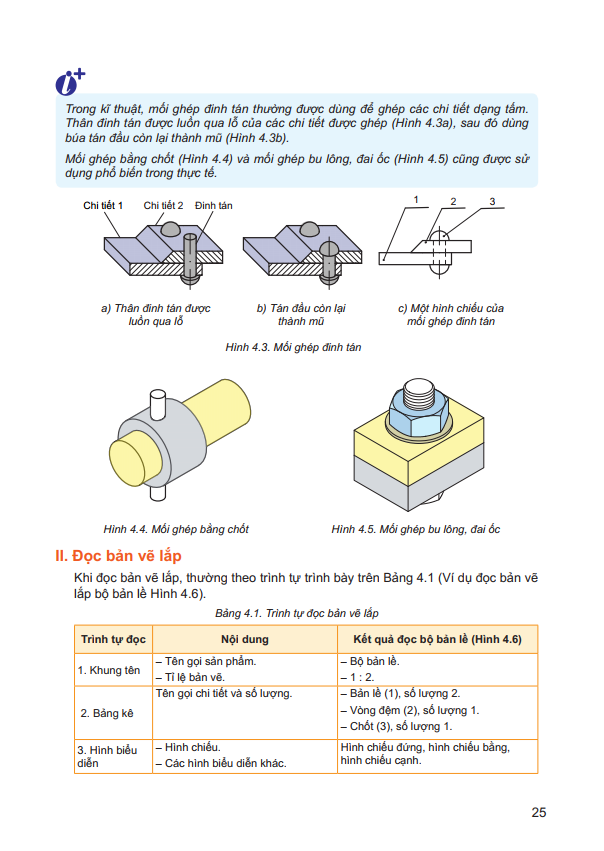 i+
Trong kĩ thuật, mối ghép đinh tán thường được dùng để ghép các chi tiết dạng tấm.
Thân đinh tán được luồn qua lỗ của các chi tiết được ghép (Hình 4.3a), sau đó dùng
búa tán đầu còn lại thành mũ (Hình 4.3b).
Mối ghép bằng chốt (Hình 4.4) và mối ghép bu lông, đai ốc (Hình 4.5) cũng được sử
dụng phổ biến trong thực tế.
Chi tiết 1 Chi tiết 2 Đinh tán
1 2 3
a) Thân đinh tán được
luồn qua lỗ
b) Tán đầu còn lại
thành mũ
c) Một hình chiếu của
mối ghép đinh tán
Hình 4.3. Mối ghép đinh tán
Hình 4.4. Mối ghép bằng chốt
Hình 4.5. Mối ghép bu lông, đai ốc
II. Đọc bản vẽ lắp
Khi đọc bản vẽ lắp, thường theo trình tự trình bày trên Bảng 4.1 (Ví dụ đọc bản vẽ
lắp bộ bản lề Hình 4.6).
Bảng 4.1. Trình tự đọc bản vẽ lắp
Trình tự đọc Nội dung Kết quả đọc bộ bản lề (Hình 4.6)
1. Khung tên
– Tên gọi sản phẩm.
– Tỉ lệ bản vẽ.
– Bộ bản lề.
– 1 : 2.
2. Bảng kê
Tên gọi chi tiết và số lượng.
– Bản lề (1), số lượng 2.
– Vòng đệm (2), số lượng 1.
– Chốt (3), số lượng 1.
3. Hình biểu
diễn
– Hình chiếu.
– Các hình biểu diễn khác.
Hình chiếu đứng, hình chiếu bằng,
hình chiếu cạnh.
25